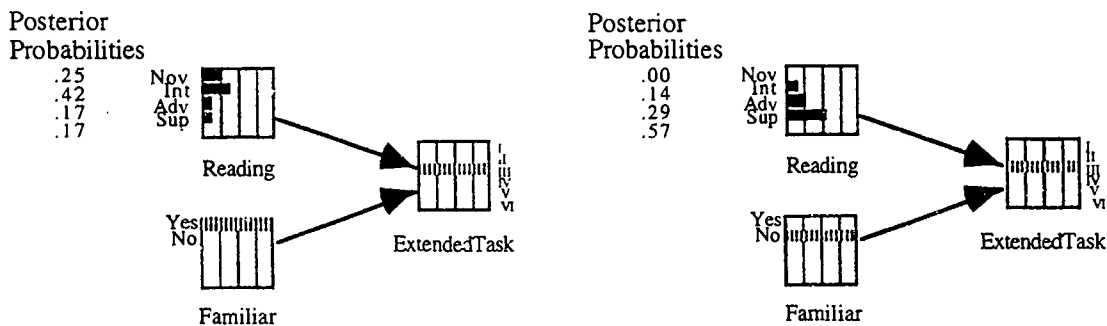 Posterior
Probabilities
.25
.42
.17
.17
Nov
Int
Adv
Sup
Reading
Yes
No
Familiar
I
II
III
IV
V
VI
ExtendedTask
Posterior
Probabilities
.00
.14
.29
.57
Nov
Int
Adv
Sup
Reading
Yes
No
Familiar
I
II
III
IV
V
VI
ExtendedTask